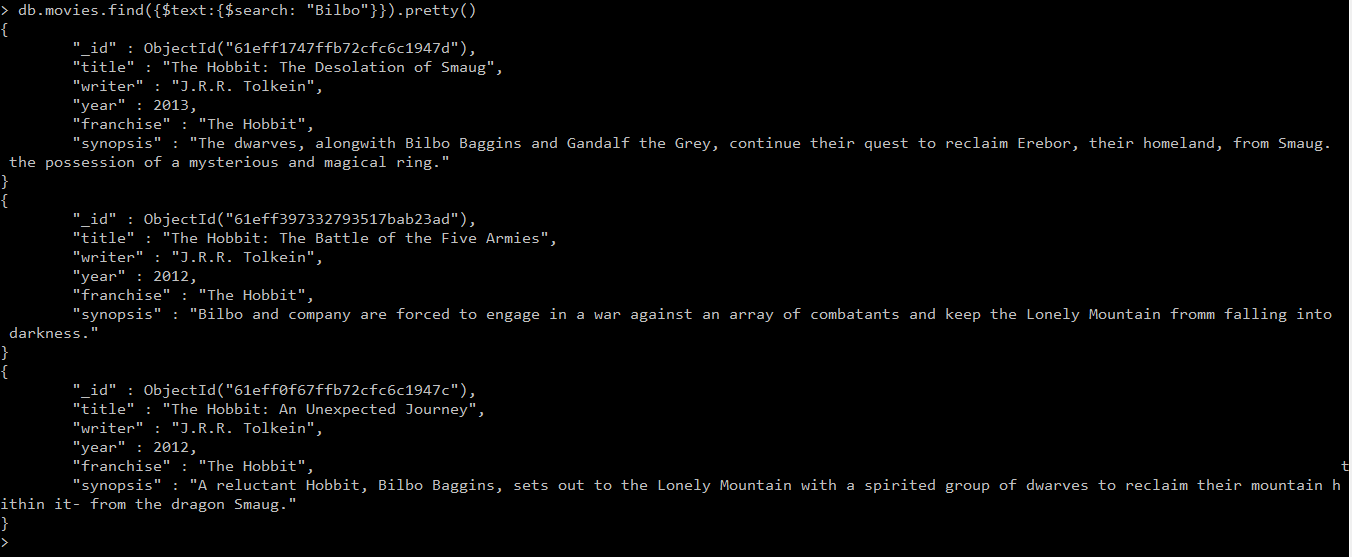 > db.movies.find({$text:{$search: "Bilbo"}}).pretty()
{
        "_id" : ObjectId("61eff1747ffb72cfc6c1947d"),
        "title" : "The Hobbit: The Desolation of Smaug",
        "writer" : "J.R.R. Tolkein",
        "year" : 2013,
        "franchise" : "The Hobbit",
        "synopsis" : "The dwarves, alongwith Bilbo Baggins and Gandalf the Grey, continue their quest to reclaim Erebor, their homeland, from Smaug.
 the possession of a mysterious and magical ring."
}
{
        "_id" : ObjectId("61eff397332793517bab23ad"),
        "title" : "The Hobbit: The Battle of the Five Armies",
        "writer" : "J.R.R. Tolkein",
        "year" : 2012,
        "franchise" : "The Hobbit",
        "synopsis" : "Bilbo and company are forced to engage in a war against an array of combatants and keep the Lonely Mountain fromm falling into
 darkness."
}
{
        "_id" : ObjectId("61eff0f67ffb72cfc6c1947c"),
        "title" : "The Hobbit: An Unexpected Journey",
        "writer" : "J.R.R. Tolkein",
        "year" : 2012,
        "franchise" : "The Hobbit", t
        "synopsis" : "A reluctant Hobbit, Bilbo Baggins, sets out to the Lonely Mountain with a spirited group of dwarves to reclaim their mountain h
ithin it- from the dragon Smaug."
}
>